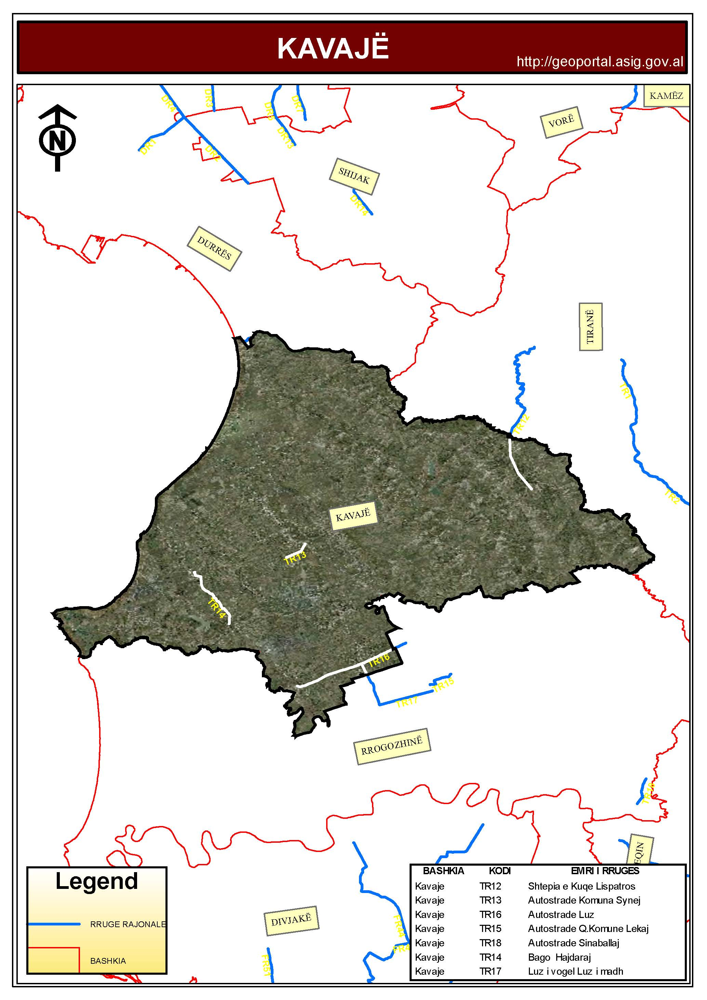 KAVAJË
http://geoportal.asig.gov.al
KAMËZ
DR4
DR3
DR5
DR7
VORË
DR1
DR2
DR13
SHIJAK
DR14
DURRËS
TIRANË
TR1
TR12
TR2
KAVAJË
TR13
TR14
TR16
TR15
TR17
RROGOZHINË
TR18
EQIN
DIVJAKË
FR44
FR4
FR51
Legend
RRUGE RAJONALE
BASHKIA
BASHKIA KODI EMRI I RRUGES
Kavaje TR12 Shtepia e Kuqe Lispatros
Kavaje TR13 Autostrade Komuna Synej
Kavaje TR16 Autostrade Luz
Kavaje TR15 Autostrade Q.Komune Lekaj
Kavaje TR18 Autostrade Sinaballaj
Kavaje TR14 Bago Hajdaraj
Kavaje TR17 Luz i vogel Luz i madh
N